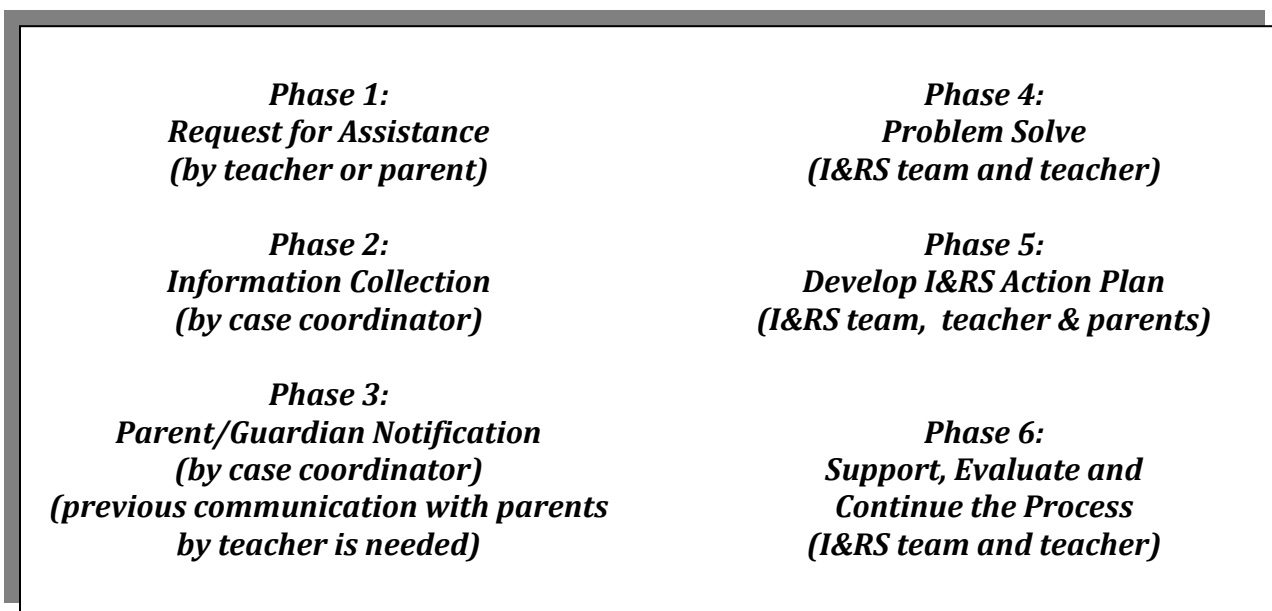 Phase 1:
Request for Assistance
(by teacher or parent)
Phase 2:
Information Collection
(by case coordinator)
Phase 3:
Parent/Guardian Notification
(by case coordinator)
(previous communication with parents
by teacher is needed)
Phase 4:
Problem Solve
(I&RS team and teacher)
Phase 5:
Develop I&RS Action Plan
(I&RS team,  teacher & parents)
Phase 6:
Support, Evaluate and
Continue the Process
(I&RS team and teacher)